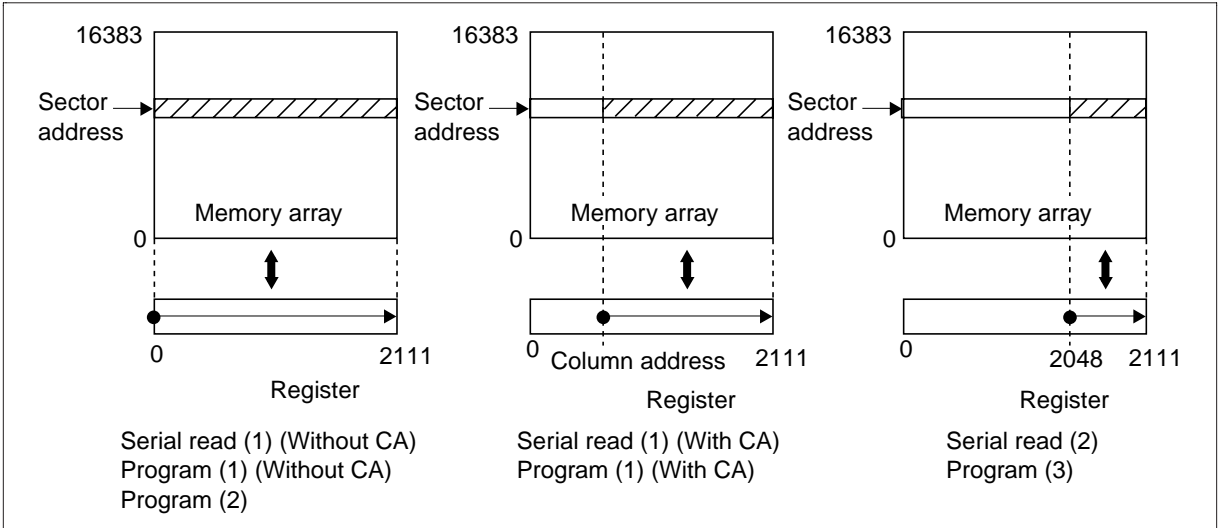 16383
Sector
address
Memory array
0
0
2111
Register
Serial read (1) (Without CA)
Program (1) (Without CA)
Program (2)
16383
Sector
address
Memory array
0
0
Column address
2111
Register
Serial read (1) (With CA)
Program (1) (With CA)
16383
Sector
address
Memory array
0
0
2048
2111
Register
Serial read (2)
Program (3)